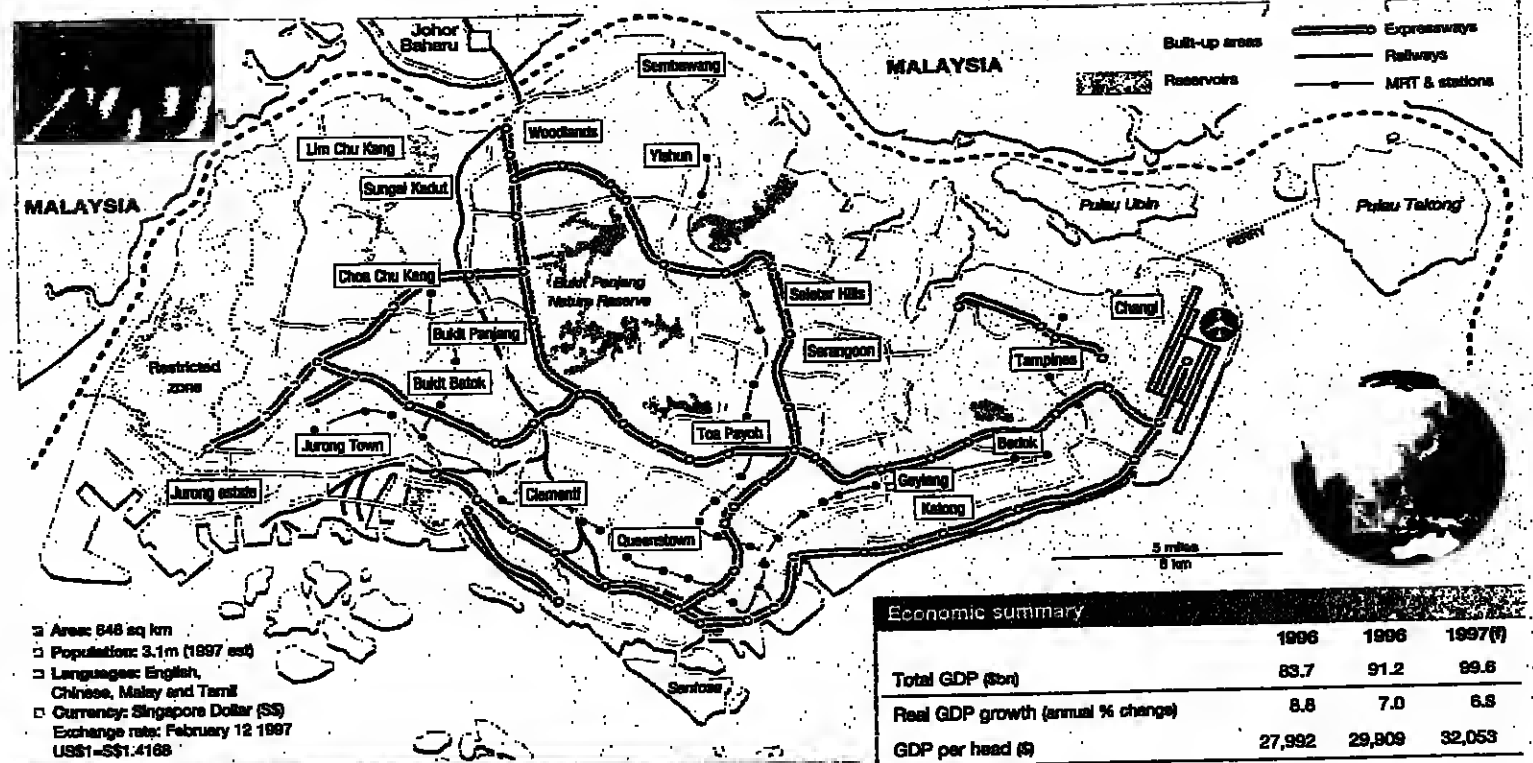 Johor
Baharu
Sembawang
MALAYSIA
Built-up areas
Reservoirs
Expressways
Railways
MRT & stations
Woodlands
Lim Chu Kang
Yishun
Sungei Kadut
MALAYSIA
Pulau Ubin
Pulau Tekong
FERRY
Choa Chu Kang
Bukit Panjang
Nature Reserve
Seletar Hills
Changi
Bukit Panjang
Serangoon
Tampines
Restricted
zone
Bukit Batok
Jurong Town
Toa Payoh
Bedok
Jurong estate
Clementi
Geylang
Katong
Queenstown
5 miles
8 km
Sentosa
Area: 646 sq km
Population: 3.1m (1997 est)
Languages: English,
Chinese, Malay and Tamil
Currency: Singapore Dollar (S$)
Exchange rate: February 12 1997
US$1=S$1.4168
Economic summary
1996 1996 1997(f)
Total GDP ($bn) 83.7 91.2 99.6
Real GDP growth (annual % change) 8.8 7.0 6.8
GDP per head ($) 27,992 29,909 32,053